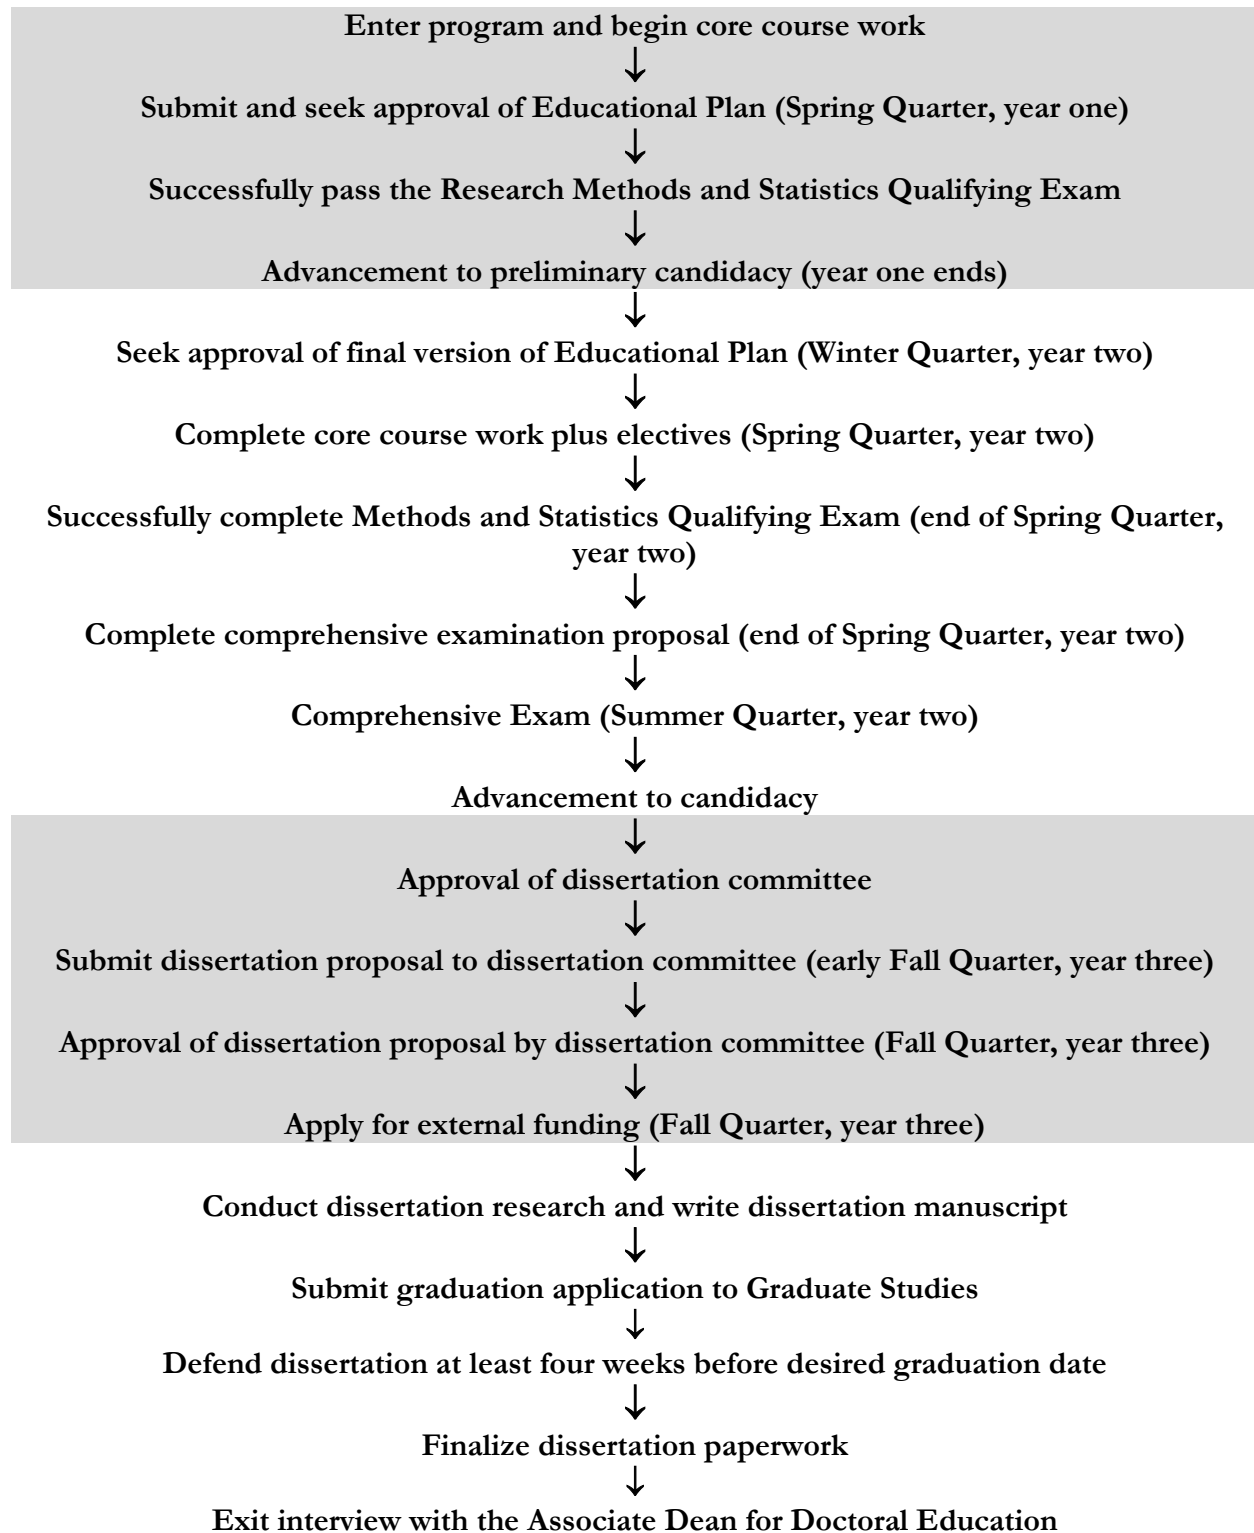 Enter program and begin core course work
Submit and seek approval of Educational Plan (Spring Quarter, year one)
Successfully pass the Research Methods and Statistics Qualifying Exam
Advancement to preliminary candidacy (year one ends)
Seek approval of final version of Educational Plan (Winter Quarter, year two)
Complete core course work plus electives (Spring Quarter, year two)
Successfully complete Methods and Statistics Qualifying Exam (end of Spring Quarter,
year two)
Complete comprehensive examination proposal (end of Spring Quarter, year two)
Comprehensive Exam (Summer Quarter, year two)
Advancement to candidacy
Approval of dissertation committee
Submit dissertation proposal to dissertation committee (early Fall Quarter, year three)
Approval of dissertation proposal by dissertation committee (Fall Quarter, year three)
Apply for external funding (Fall Quarter, year three)
Conduct dissertation research and write dissertation manuscript
Submit graduation application to Graduate Studies
Defend dissertation at least four weeks before desired graduation date
Finalize dissertation paperwork
Exit interview with the Associate Dean for Doctoral Education